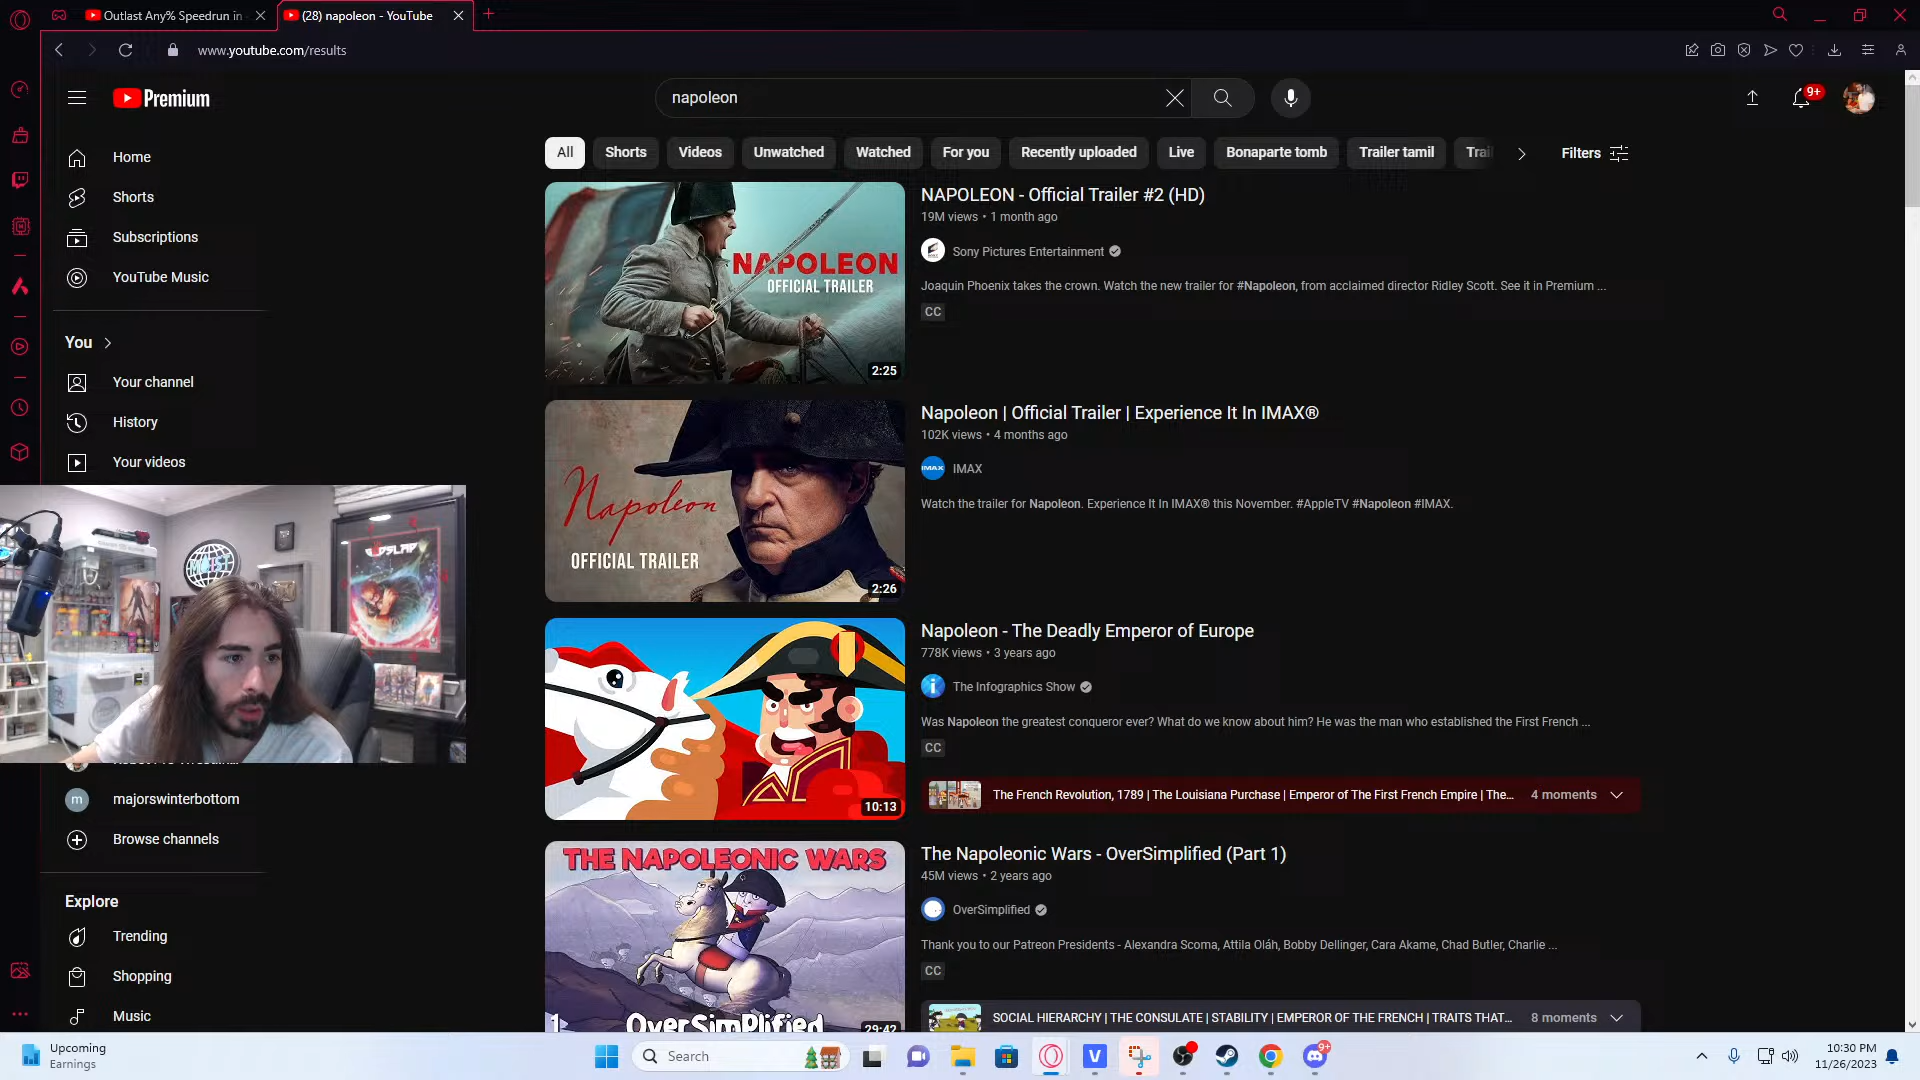 Outlast Any% Speedrun in
(28) napoleon - YouTube
www.youtube.com/results
Premium
napoleon
9+
All
Shorts
Videos
Unwatched
Watched
For you
Recently uploaded
Live
Bonaparte tomb
Trailer tamil
Trail
Filters
Home
Shorts
Subscriptions
YouTube Music
You
Your channel
History
Your videos
majorswinterbottom
Browse channels
Explore
Trending
Shopping
Music
NAPOLEON
OFFICIAL TRAILER
2:25
NAPOLEON - Official Trailer #2 (HD)
19M views • 1 month ago
Sony Pictures Entertainment
Joaquin Phoenix takes the crown. Watch the new trailer for #Napoleon, from acclaimed director Ridley Scott. See it in Premium ...
CC
Napoleon
OFFICIAL TRAILER
2:26
Napoleon | Official Trailer | Experience It In IMAX®
102K views • 4 months ago
IMAX
IMAX
Watch the trailer for Napoleon. Experience It In IMAX® this November. #AppleTV #Napoleon #IMAX.
10:13
Napoleon - The Deadly Emperor of Europe
778K views • 3 years ago
The Infographics Show
Was Napoleon the greatest conqueror ever? What do we know about him? He was the man who established the First French ...
CC
The French Revolution, 1789 | The Louisiana Purchase | Emperor of The First French Empire | The...
4 moments
THE NAPOLEONIC WARS
1
OverSimplified
29:42
The Napoleonic Wars - OverSimplified (Part 1)
45M views • 2 years ago
OverSimplified
Thank you to our Patreon Presidents - Alexandra Scoma, Attila Oláh, Bobby Dellinger, Cara Akame, Chad Butler, Charlie ...
CC
SOCIAL HIERARCHY | THE CONSULATE | STABILITY | EMPEROR OF THE FRENCH | TRAITS THAT...
8 moments
MOIST
GODSLAP
m
Upcoming
Earnings
Search
V
9+
10:30 PM
11/26/2023